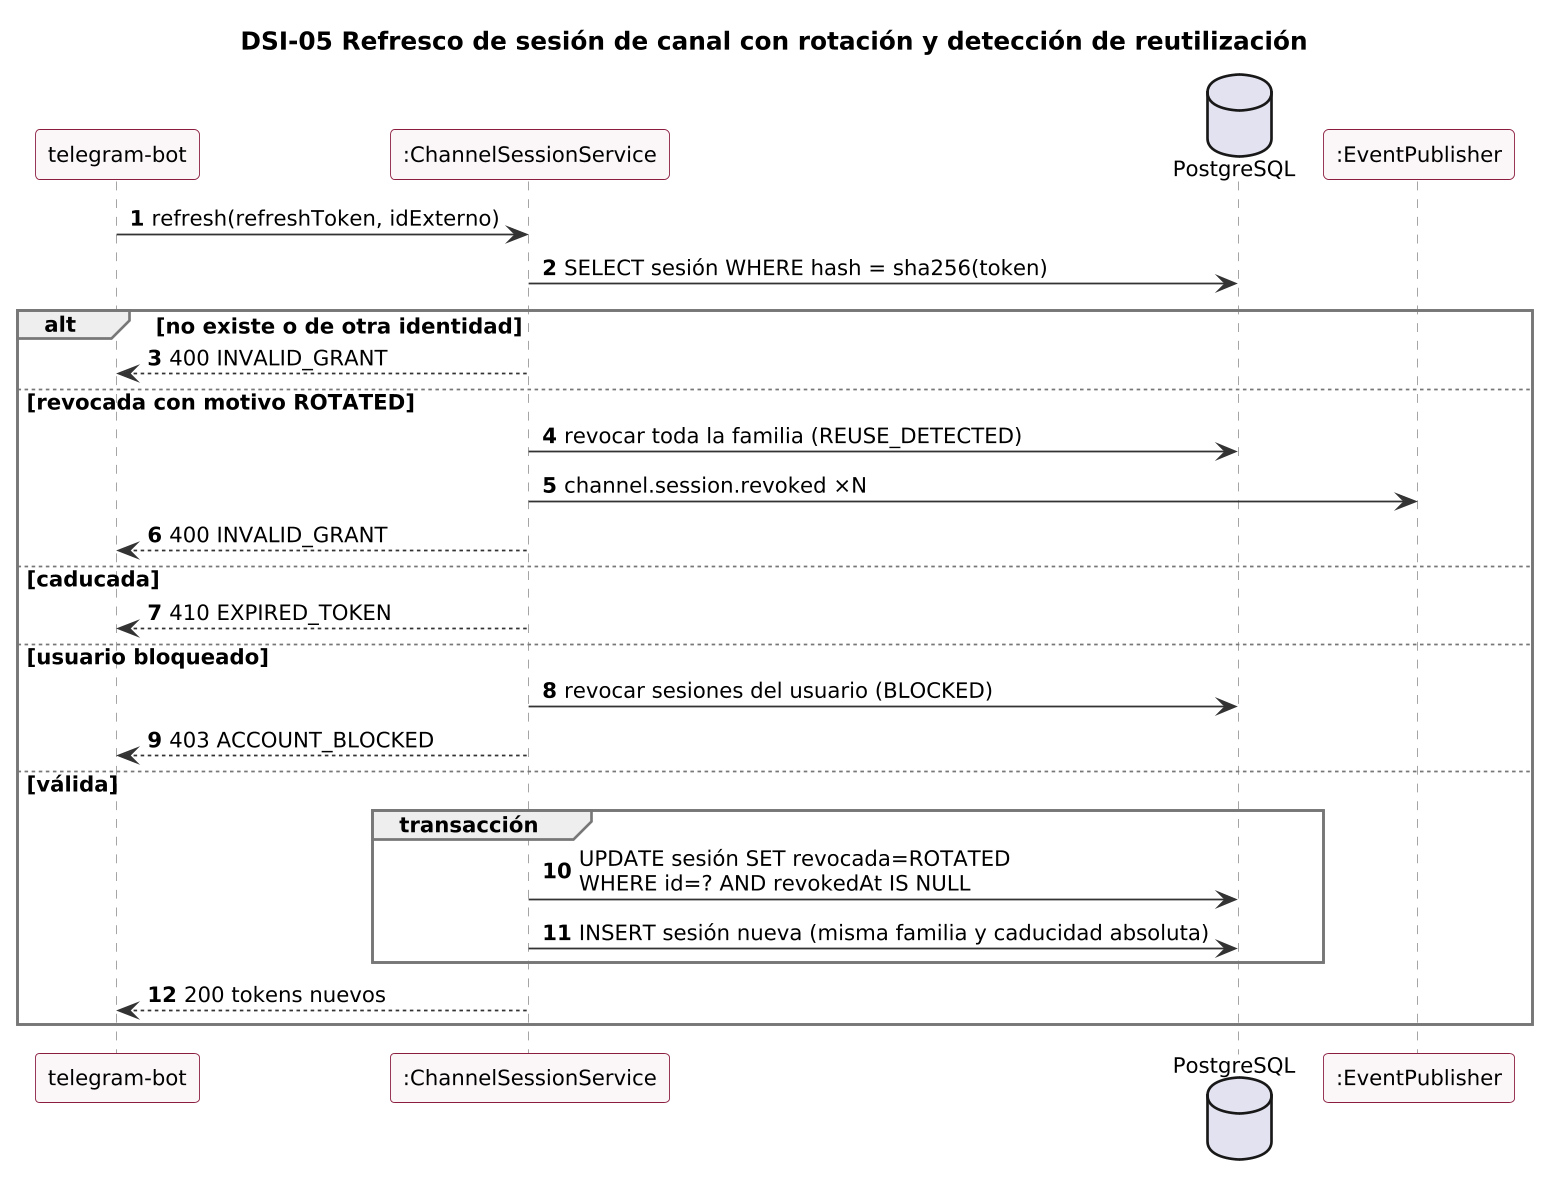 DSI-05 Refresco de sesión de canal con rotación y detección de reutilización
telegram-bot
:ChannelSessionService
PostgreSQL
:EventPublisher
1 refresh(refreshToken, idExterno)
2 SELECT sesión WHERE hash = sha256(token)
alt
[no existe o de otra identidad]
3 400 INVALID_GRANT
[revocada con motivo ROTATED]
4 revocar toda la familia (REUSE_DETECTED)
5 channel.session.revoked ×N
6 400 INVALID_GRANT
[caducada]
7 410 EXPIRED_TOKEN
[usuario bloqueado]
8 revocar sesiones del usuario (BLOCKED)
9 403 ACCOUNT_BLOCKED
[válida]
transacción
10 UPDATE sesión SET revocada=ROTATED
WHERE id=? AND revokedAt IS NULL
11 INSERT sesión nueva (misma familia y caducidad absoluta)
12 200 tokens nuevos
telegram-bot
:ChannelSessionService
PostgreSQL
:EventPublisher